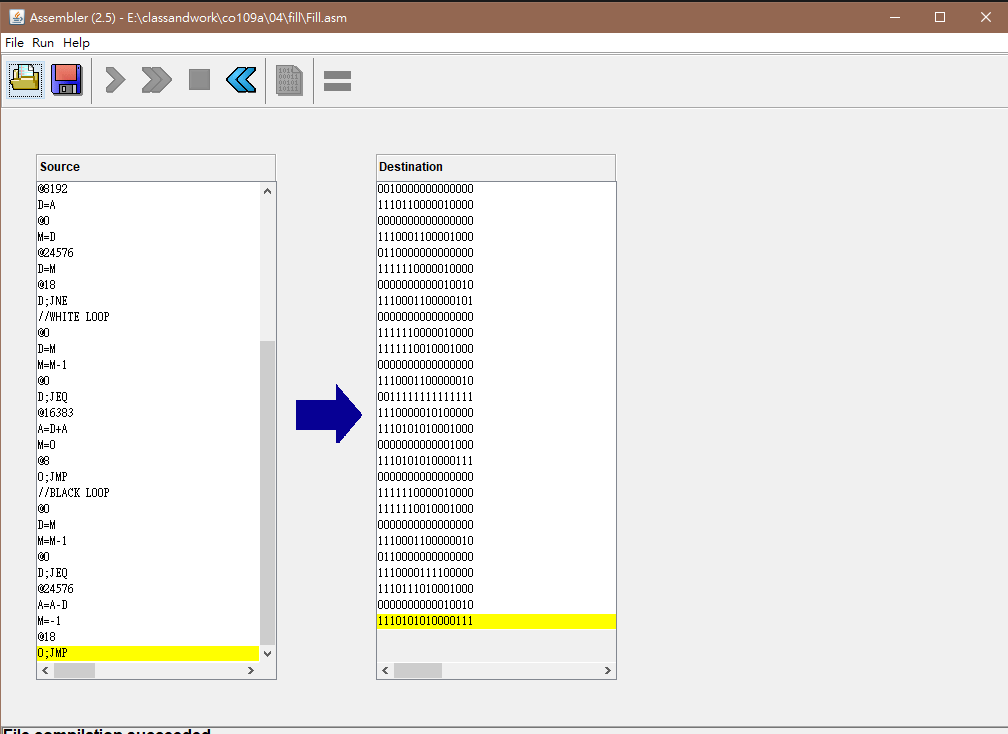 Assembler (2.5) - E:\classandwork\co109a\04\fill\Fill.asm
File Run Help
Source
@8192
D=A
@0
M=D
@24576
D=M
@18
D;JNE
//WHITE LOOP
@0
D=M
M=M-1
@0
D;JEQ
@16383
A=D+A
M=0
@8
0;JMP
//BLACK LOOP
@0
D=M
M=M-1
@0
D;JEQ
@24576
A=A-D
M=-1
@18
0;JMP
Destination
0010000000000000
1110110000010000
0000000000000000
1110001100001000
0110000000000000
1111110000010000
0000000000010010
1110001100000101
0000000000000000
1111110000010000
1111110010001000
0000000000000000
1110001100000010
0011111111111111
1110000010100000
1110101010001000
0000000000001000
1110101010000111
0000000000000000
1111110000010000
1111110010001000
0000000000000000
1110001100000010
0110000000000000
1110000111100000
1110111010001000
0000000000010010
1110101010000111
File compilation succeeded